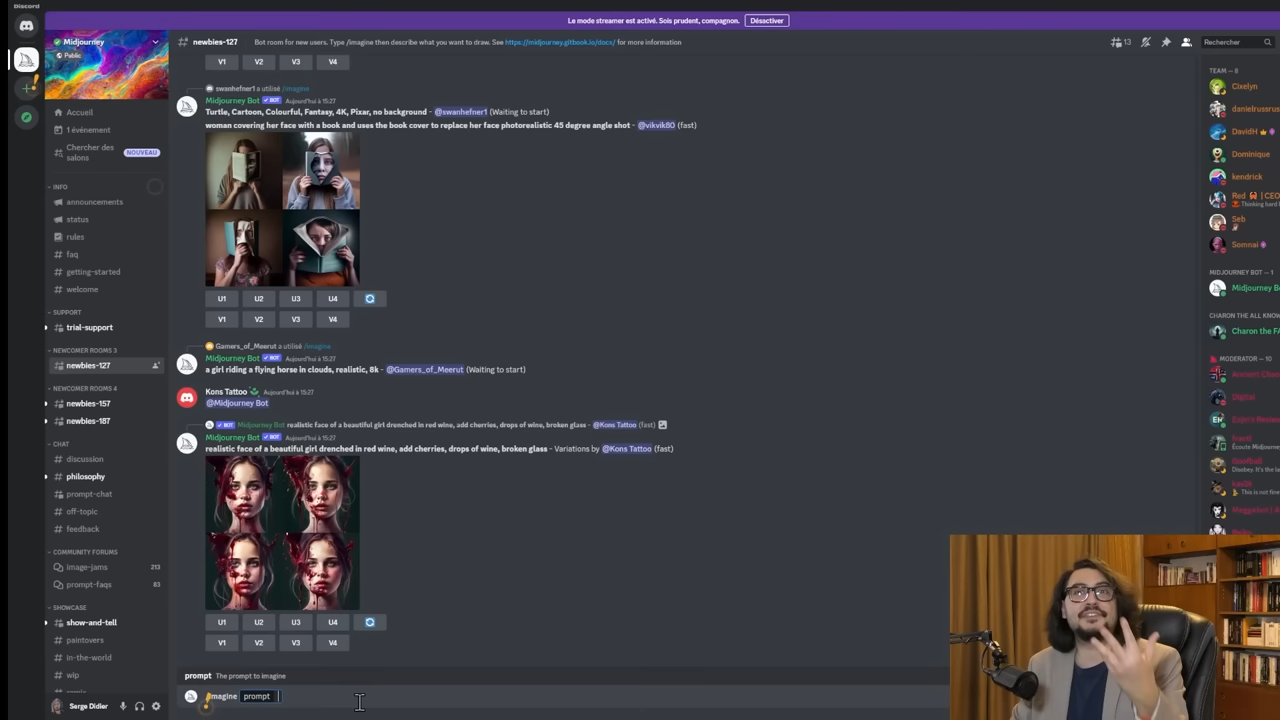 Discord
Le mode streamer est activé. Sois prudent, compagnon.
Désactiver
Midjourney
Public
Accueil
1 événement
Chercher des
salons
NOUVEAU
INFO
announcements
status
rules
faq
getting-started
welcome
SUPPORT
trial-support
NEWCOMER ROOMS 3
newbies-127
NEWCOMER ROOMS 4
newbies-157
newbies-187
CHAT
discussion
philosophy
prompt-chat
off-topic
feedback
COMMUNITY FORUMS
image-jams 213
prompt-faqs 83
SHOWCASE
show-and-tell
paintovers
in-the-world
wip
Serge Didier
# newbies-127 Bot room for new users. Type /imagine then describe what you want to draw. See https://midjourney.gitbook.io/docs/ for more information
13
Rechercher
V1 V2 V3 V4
swanhefner1 a utilisé /imagine
Midjourney Bot BOT Aujourd'hui à 15:27
Turtle, Cartoon, Colourful, Fantasy, 4K, Pixar, no background - @swanhefner1 (Waiting to start)
woman covering her face with a book and uses the book cover to replace her face photorealistic 45 degree angle shot - @vikvik80 (fast)
U1 U2 U3 U4
V1 V2 V3 V4
Gamers_of_Meerut a utilisé /imagine
Midjourney Bot BOT Aujourd'hui à 15:27
a girl riding a flying horse in clouds, realistic, 8k - @Gamers_of_Meerut (Waiting to start)
Kons Tattoo Aujourd'hui à 15:27
@Midjourney Bot
BOT Midjourney Bot realistic face of a beautiful girl drenched in red wine, add cherries, drops of wine, broken glass - @Kons Tattoo (fast)
Midjourney Bot BOT Aujourd'hui à 15:27
realistic face of a beautiful girl drenched in red wine, add cherries, drops of wine, broken glass - Variations by @Kons Tattoo (fast)
U1 U2 U3 U4
V1 V2 V3 V4
prompt The prompt to imagine
/imagine prompt
TEAM — 8
Cixelyn
danielrussrus
DavidH
Dominique
kendrick
Red | CEO
Thinking hard
Seb
Somnai
MIDJOURNEY BOT — 1
Midjourney B
CHARON THE ALL KNOW
Charon the FA
MODERATOR — 10
Digital
Écoute Midjourne
Disobey. It's the la
This is not fine